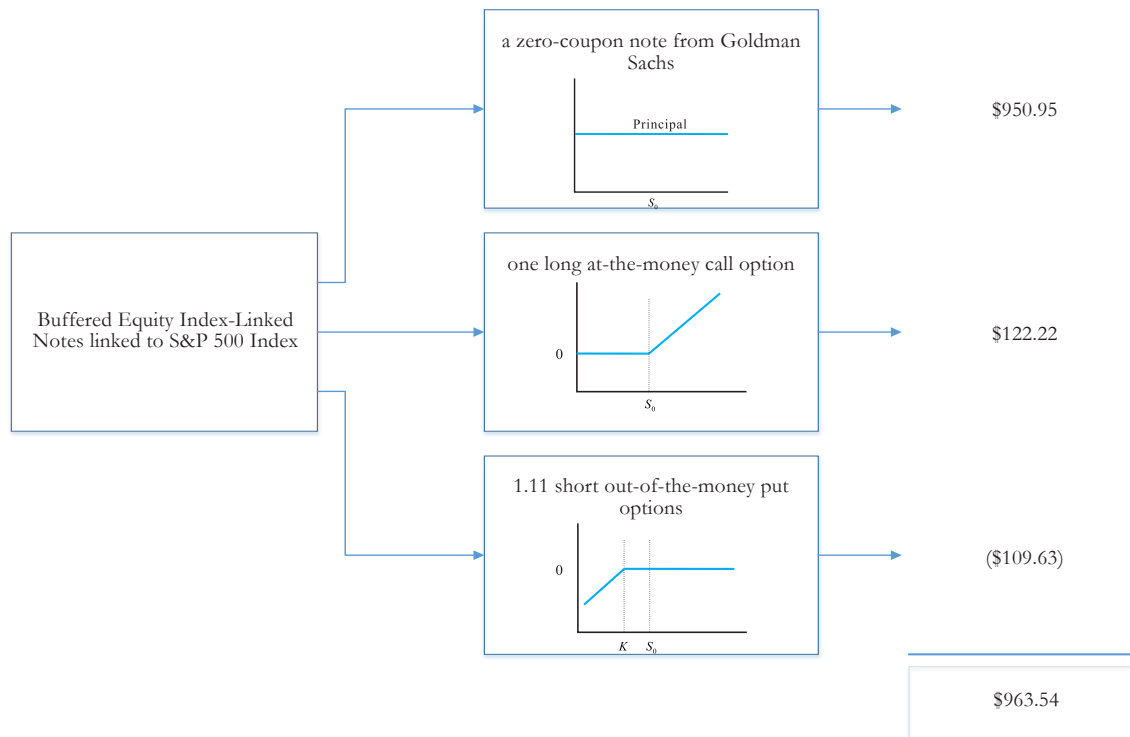 a zero-coupon note from Goldman
Sachs
Principal
S₀
$950.95
Buffered Equity Index-Linked
Notes linked to S&P 500 Index
one long at-the-money call option
0
S₀
$122.22
1.11 short out-of-the-money put
options
0
K S₀
($109.63)
$963.54